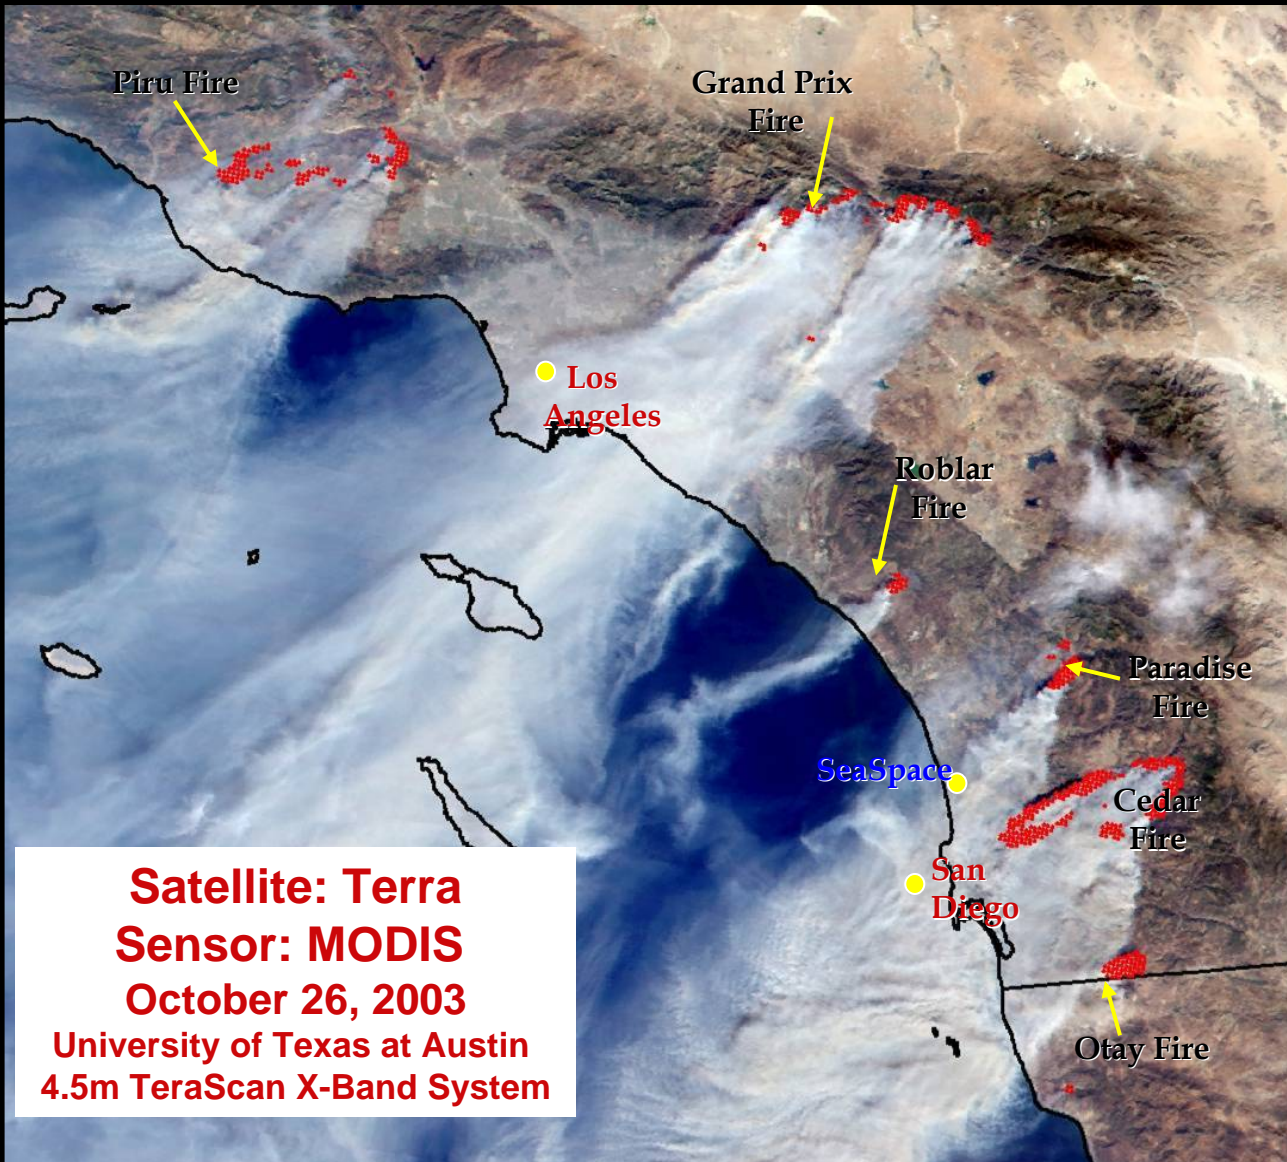 Piru Fire
Grand Prix
Fire
Los
Angeles
Roblar
Fire
Paradise
Fire
SeaSpace
Cedar
Fire
San
Diego
Otay Fire
Satellite: Terra
Sensor: MODIS
October 26, 2003
University of Texas at Austin
4.5m TeraScan X-Band System